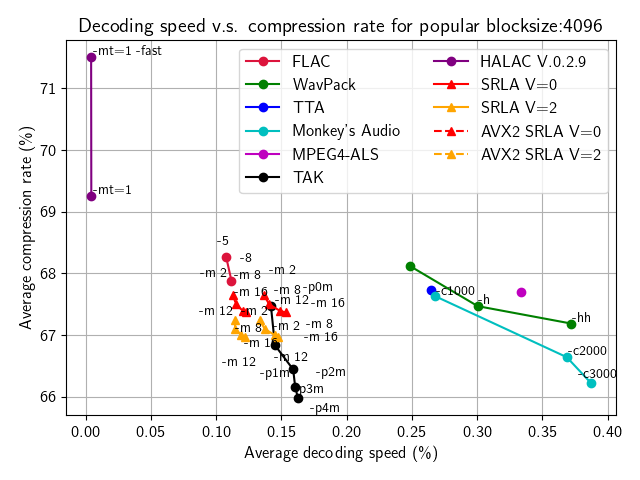 Decoding speed v.s. compression rate for popular blocksize:4096
Average compression rate (%)
71
70
69
68
67
66
-mt=1 -fast
-mt=1
FLAC
WavPack
TTA
Monkey's Audio
MPEG4-ALS
TAK
HALAC V.0.2.9
SRLA V=0
SRLA V=2
AVX2 SRLA V=0
AVX2 SRLA V=2
-5
-8
-m 2
-m 8
-m 2
-m 16
-m 8
-p0m
-m 12
-m 12
-m 16
-m 2
-m 8
-m 2
-m 8
-m 16
-m 16
-m 12
-m 12
-p1m
-p2m
-p3m
-p4m
-c1000
-h
-hh
-c2000
-c3000
0.00
0.05
0.10
0.15
0.20
0.25
0.30
0.35
0.40
Average decoding speed (%)